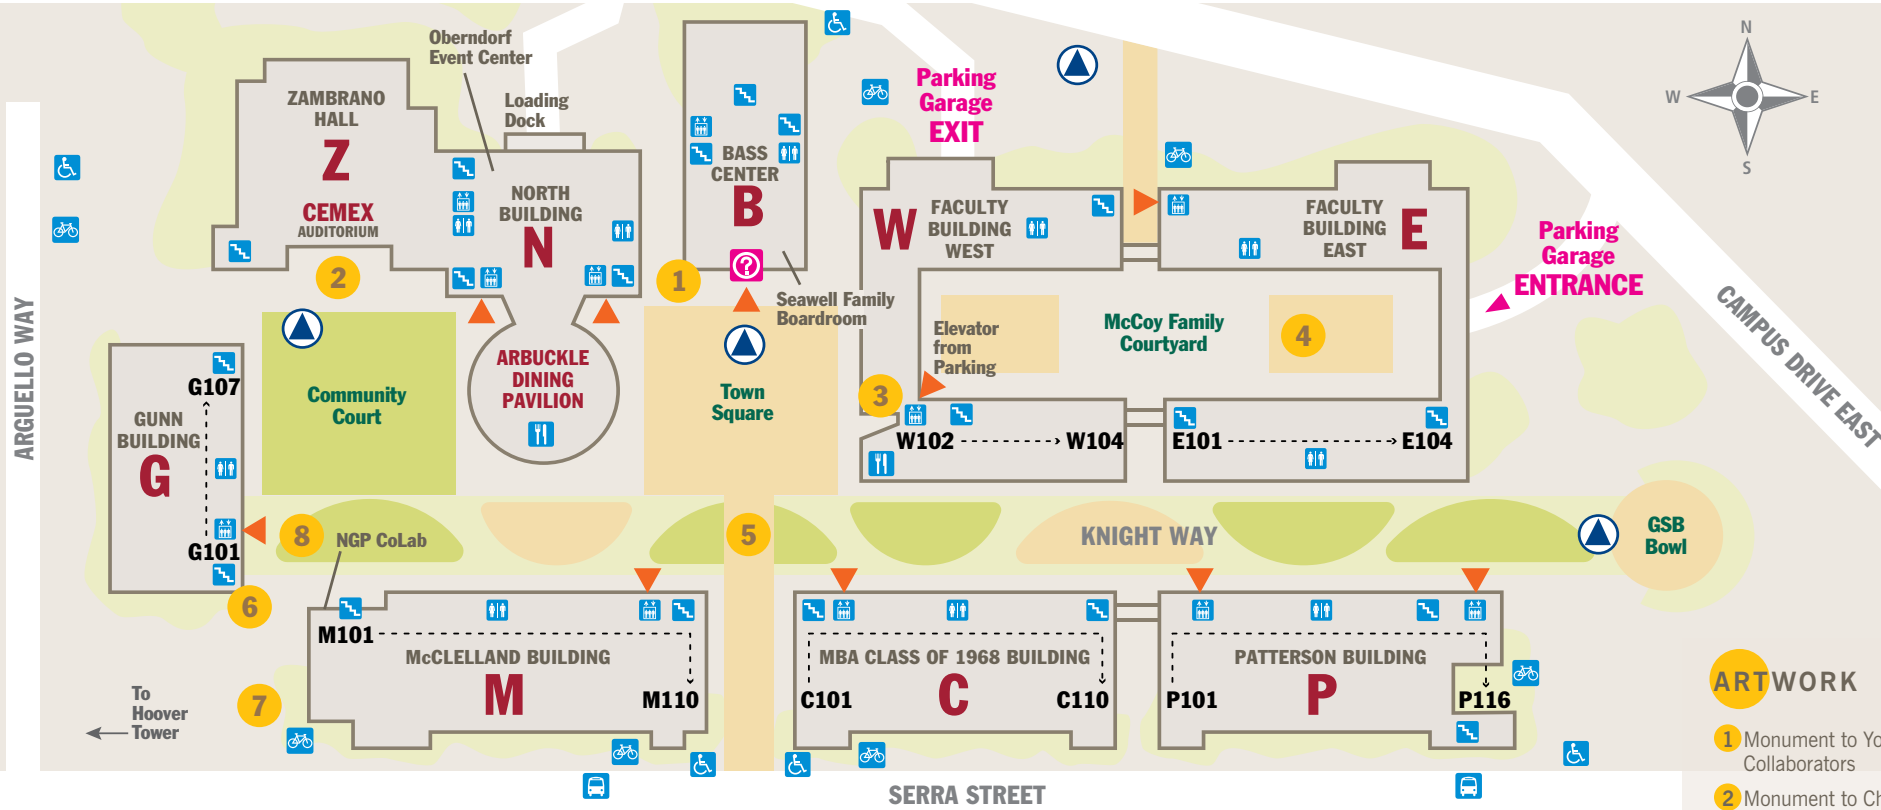 Oberndorf
Event Center
ZAMBRANO
HALL
Z
CEMEX
AUDITORIUM
Loading
Dock
NORTH
BUILDING
N
BASS
CENTER
B
?
Seawell Family
Boardroom
Parking
Garage
EXIT
N
W
E
S
W
FACULTY
BUILDING
WEST
FACULTY
BUILDING
EAST
E
Parking
Garage
ENTRANCE
CAMPUS DRIVE EAST
ARGUELLO WAY
1
2
ARBUCKLE
DINING
PAVILION
Community
Court
Town
Square
Elevator
from
Parking
McCoy Family
Courtyard
4
3
W102
W104
E101
E104
G107
GUNN
BUILDING
G
G101
8
NGP CoLab
5
KNIGHT WAY
GSB
Bowl
6
7
M101
McCLELLAND BUILDING
M
M110
MBA CLASS OF 1968 BUILDING
C101
C
C110
PATTERSON BUILDING
P101
P
P116
To
Hoover
Tower
SERRA STREET
ARTWORK
1 Monument to Yo
Collaborators
2 Monument to Ch